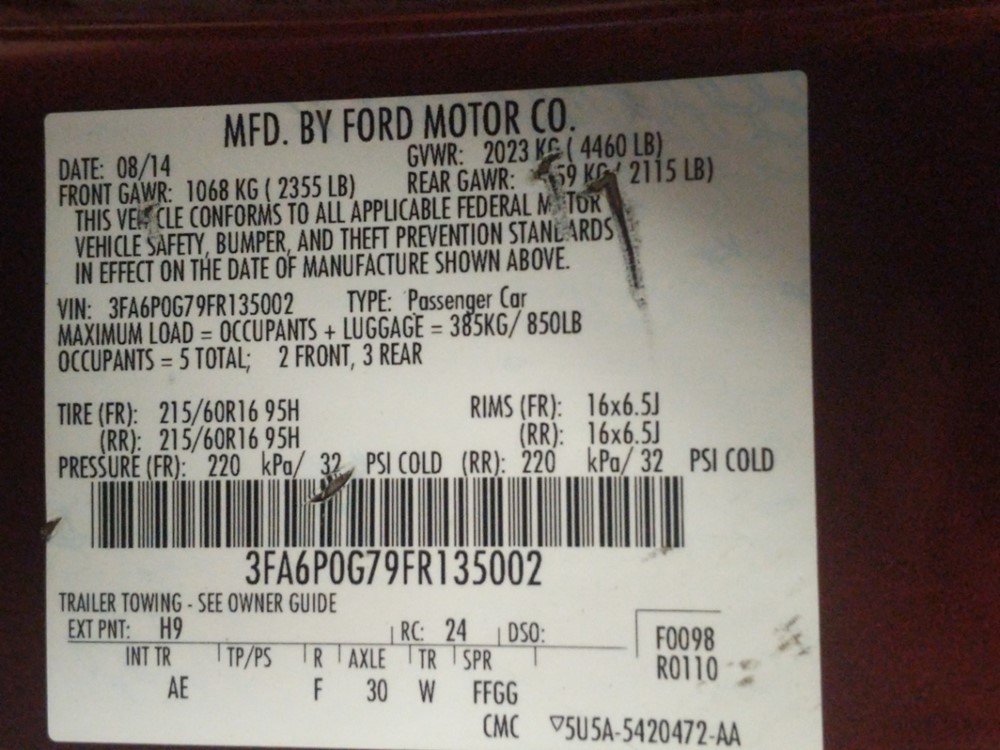 MFD. BY FORD MOTOR CO.
DATE: 08/14 GVWR: 2023 KG ( 4460 LB)
FRONT GAWR: 1068 KG ( 2355 LB) REAR GAWR: 59 KG ( 2115 LB)
THIS VEHICLE CONFORMS TO ALL APPLICABLE FEDERAL MOTOR
VEHICLE SAFETY, BUMPER, AND THEFT PREVENTION STANDARDS
IN EFFECT ON THE DATE OF MANUFACTURE SHOWN ABOVE.
VIN: 3FA6P0G79FR135002 TYPE: Passenger Car
MAXIMUM LOAD = OCCUPANTS + LUGGAGE = 385KG/ 850LB
OCCUPANTS = 5 TOTAL; 2 FRONT, 3 REAR
TIRE (FR): 215/60R16 95H RIMS (FR): 16x6.5J
(RR): 215/60R16 95H (RR): 16x6.5J
PRESSURE (FR): 220 kPa/ 32 PSI COLD (RR): 220 kPa/ 32 PSI COLD
3FA6P0G79FR135002
TRAILER TOWING - SEE OWNER GUIDE
EXT PNT: H9 RC: 24 DSO: F0098
INT TR TP/PS R AXLE TR SPR R0110
AE F 30 W FFGG
CMC ▽5U5A-5420472-AA